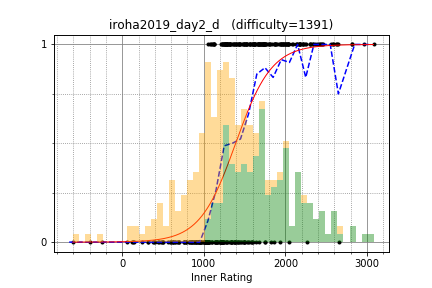 iroha2019_day2_d (difficulty=1391)
1
0
0 1000 2000 3000
Inner Rating